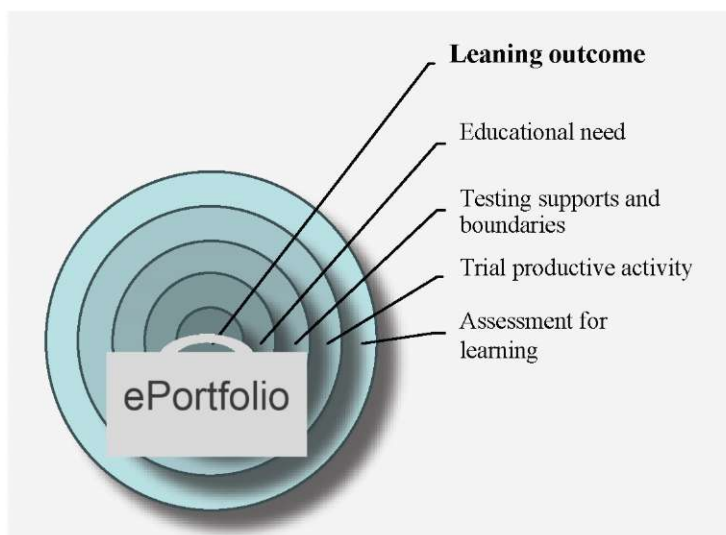 Leaning outcome
Educational need
Testing supports and
boundaries
Trial productive activity
Assessment for
learning
ePortfolio